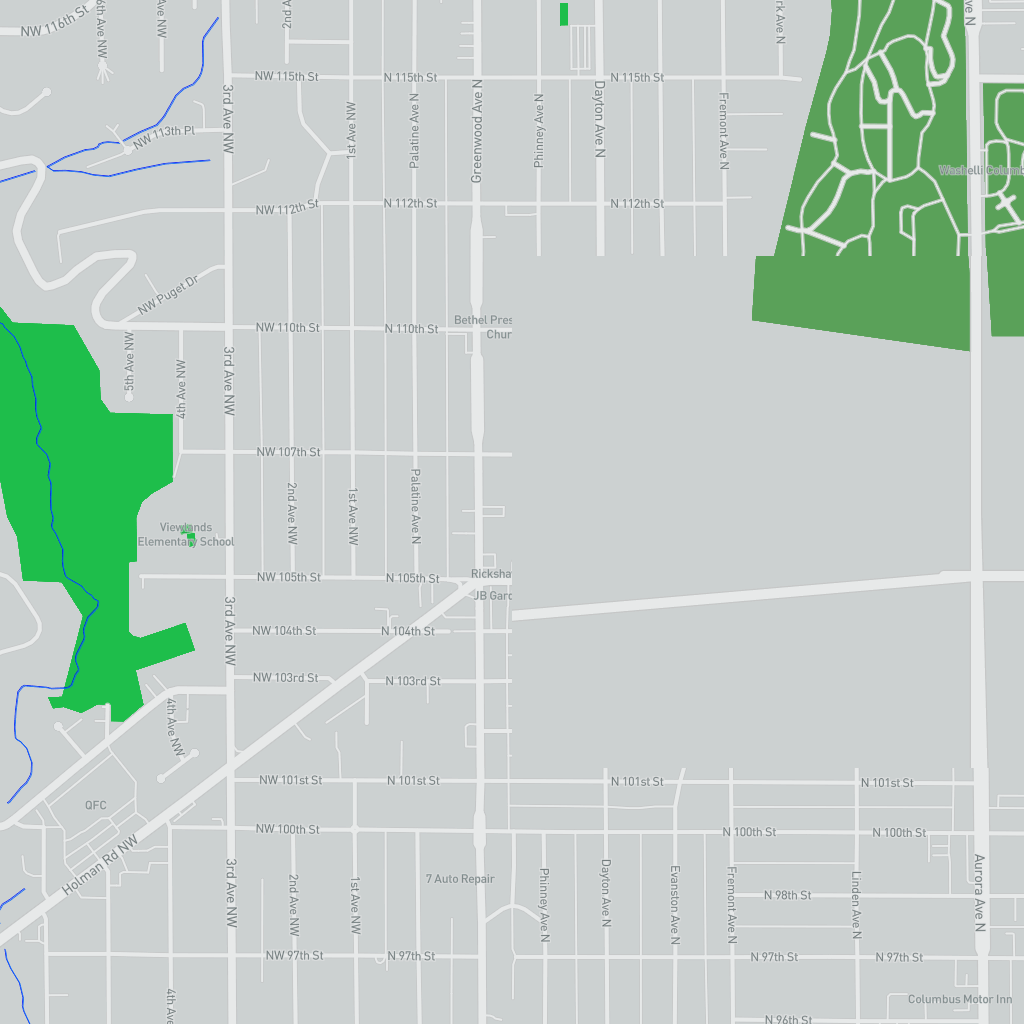 NW 116th St
2nd A
Ave N
NW 115th St
N 115th St
N 115th St
3rd Ave NW
1st Ave NW
Palatine Ave N
Greenwood Ave N
Phinney Ave N
Dayton Ave N
Fremont Ave N
NW 113th Pl
Washelli Columb
NW 112th St
N 112th St
N 112th St
NW Puget Dr
Bethel Pres
Chur
NW 110th St
N 110th St
5th Ave NW
4th Ave NW
3rd Ave NW
NW 107th St
2nd Ave NW
1st Ave NW
Palatine Ave N
Viewlands
Elementary School
NW 105th St
N 105th St
Ricksha
JB Gard
3rd Ave NW
NW 104th St
N 104th St
NW 103rd St
N 103rd St
4th Ave NW
NW 101st St
N 101st St
N 101st St
N 101st St
QFC
NW 100th St
N 100th St
N 100th St
N 100th St
Holman Rd NW
3rd Ave NW
2nd Ave NW
1st Ave NW
7 Auto Repair
Phinney Ave N
Dayton Ave N
Evanston Ave N
Fremont Ave N
Linden Ave N
Aurora Ave N
N 98th St
NW 97th St
N 97th St
N 97th St
N 97th St
4th Ave
Columbus Motor Inn
N 96th St